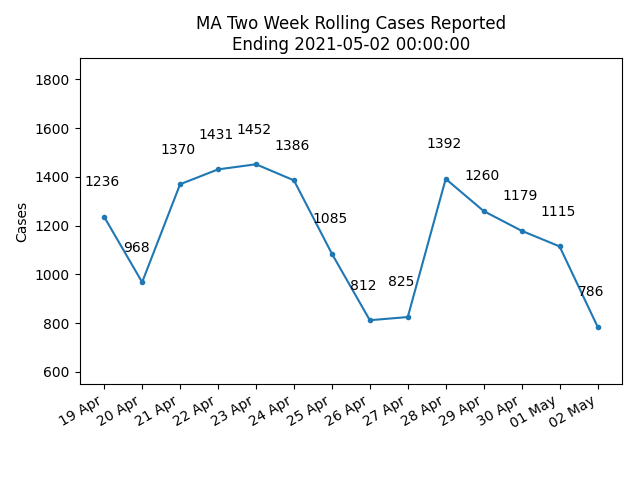 MA Two Week Rolling Cases Reported
Ending 2021-05-02 00:00:00
Cases
1800
1600
1400
1200
1000
800
600
1236
968
1370
1431
1452
1386
1085
812
825
1392
1260
1179
1115
786
19 Apr
20 Apr
21 Apr
22 Apr
23 Apr
24 Apr
25 Apr
26 Apr
27 Apr
28 Apr
29 Apr
30 Apr
01 May
02 May